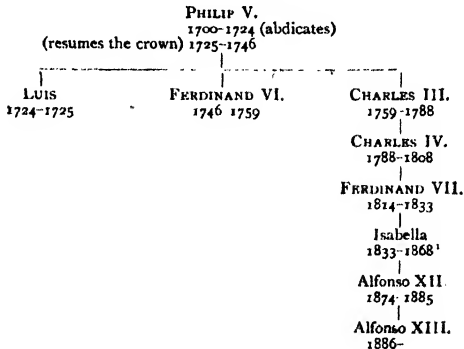 PHILIP V.
1700-1724 (abdicates)
(resumes the crown) 1725-1746
LUIS FERDINAND VI. CHARLES III.
1724-1725 1746 1759 1759-1788
CHARLES IV.
1788-1808
FERDINAND VII.
1814-1833
Isabella
1833-1868¹
Alfonso XII
1874-1885
Alfonso XIII.
1886-